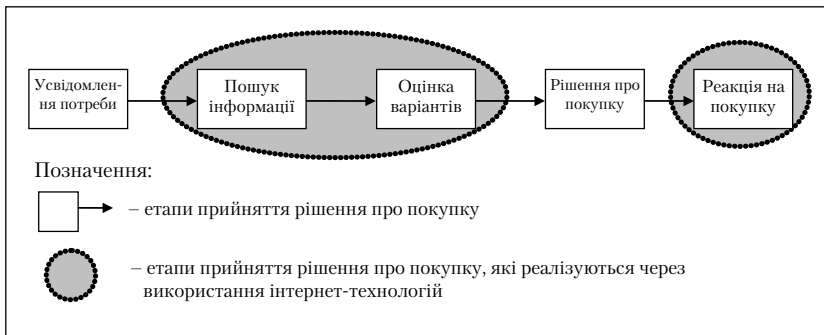 Усвідомлен-
ня потреби
Пошук
інформації
Оцінка
варіантів
Рішення про
покупку
Реакція на
покупку
Позначення:
– етапи прийняття рішення про покупку
– етапи прийняття рішення про покупку, які реалізуються через
використання інтернет-технологій